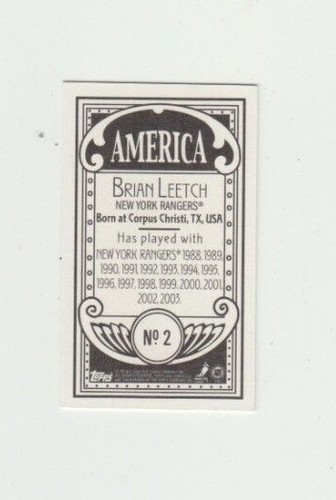 AMERICA
BRIAN LEETCH
NEW YORK RANGERS®
Born at Corpus Christi, TX, USA
Has played with
NEW YORK RANGERS® 1988, 1989,
1990, 1991, 1992, 1993, 1994, 1995,
1996, 1997, 1998, 1999, 2000, 2001,
2002, 2003.
Nº 2
Topps